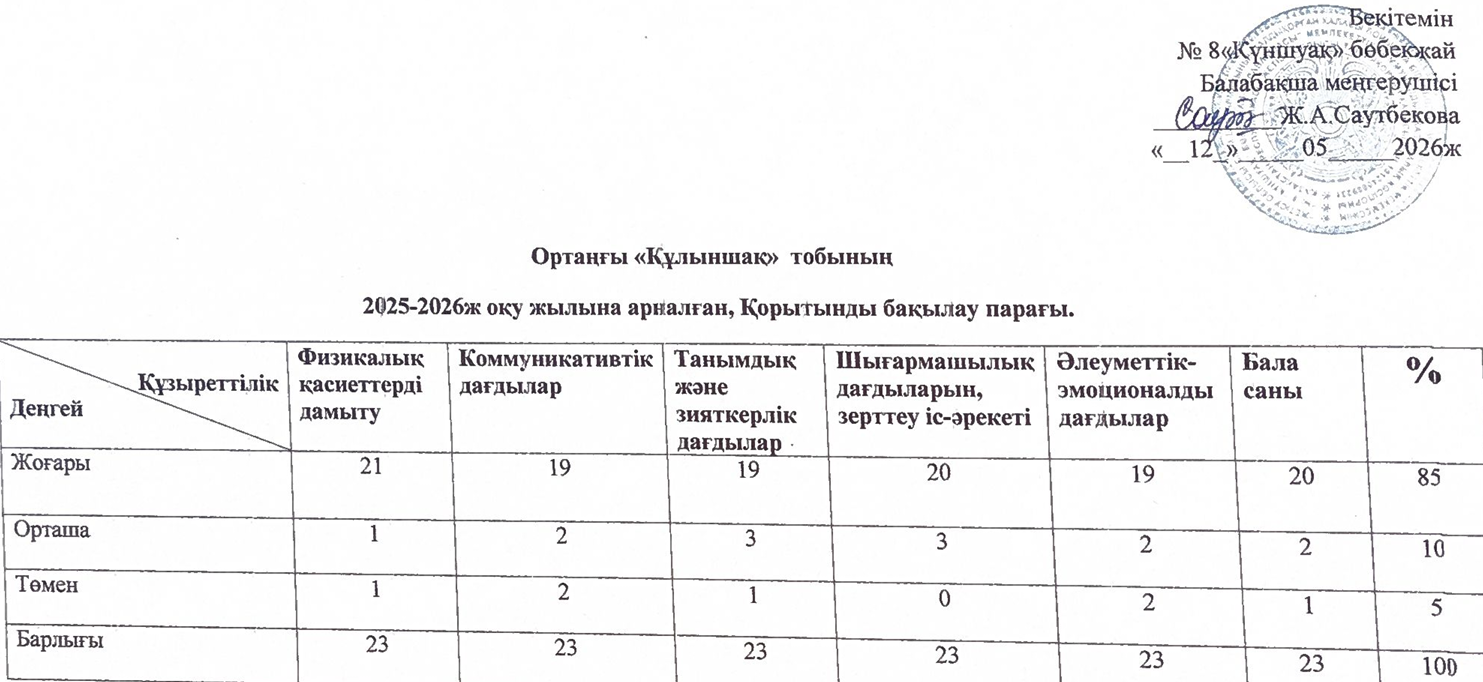 Бекітемін
№ 8«Күншуақ» бөбекжай
Балабақша меңгерушісі
__________Ж.А.Саутбекова
«__12_»_____05_____2026ж
Ортаңғы «Құлыншақ» тобының
2025-2026ж оқу жылына арналған, Қорытынды бақылау парағы.
Құзыреттілік
Деңгей
Физикалық
қасиеттерді
дамыту
Коммуникативтік
дағдылар
Танымдық
және
зияткерлік
дағдылар
Шығармашылық
дағдыларын,
зерттеу іс-әрекеті
Әлеуметтік-
эмоционалды
дағдылар
Бала
саны
%
Жоғары 21 19 19 20 19 20 85
Орташа 1 2 3 3 2 2 10
Төмен 1 2 1 0 2 1 5
Барлығы 23 23 23 23 23 23 100